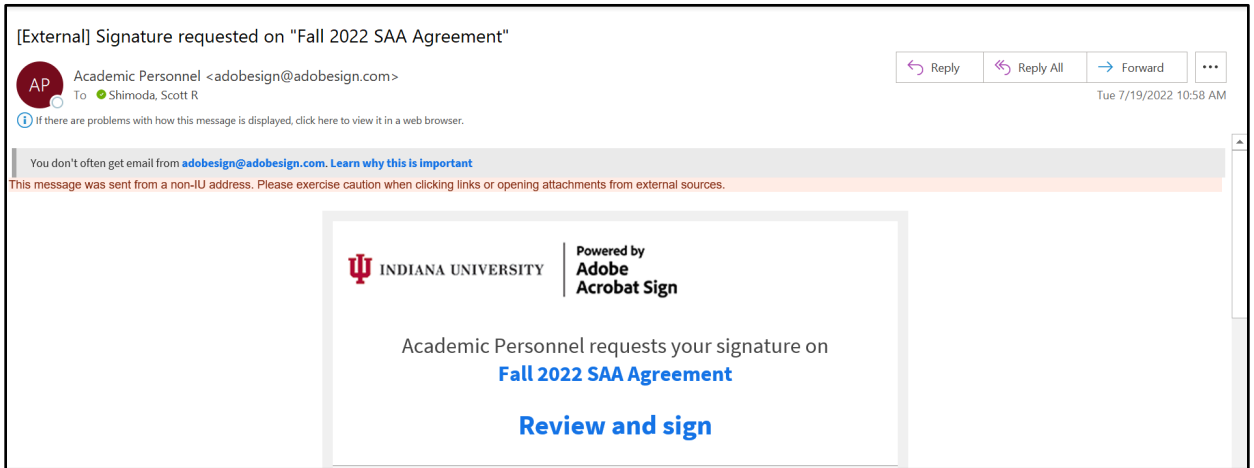 [External] Signature requested on "Fall 2022 SAA Agreement"
AP
Academic Personnel <adobesign@adobesign.com>
To Shimoda, Scott R
Reply
Reply All
Forward
Tue 7/19/2022 10:58 AM
If there are problems with how this message is displayed, click here to view it in a web browser.
You don't often get email from adobesign@adobesign.com. Learn why this is important
This message was sent from a non-IU address. Please exercise caution when clicking links or opening attachments from external sources.
INDIANA UNIVERSITY
Powered by
Adobe
Acrobat Sign
Academic Personnel requests your signature on
Fall 2022 SAA Agreement
Review and sign